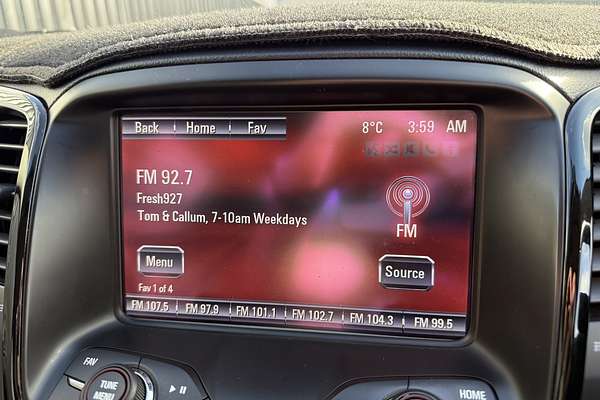 Back Home Fav 8°C 3:59 AM
FM 92.7
Fresh927
Tom & Callum, 7-10am Weekdays
FM
Menu Source
Fav 1 of 4
FM 107.5 FM 97.9 FM 101.1 FM 102.7 FM 104.3 FM 99.5
FAV
TUNE
MENU
HOME